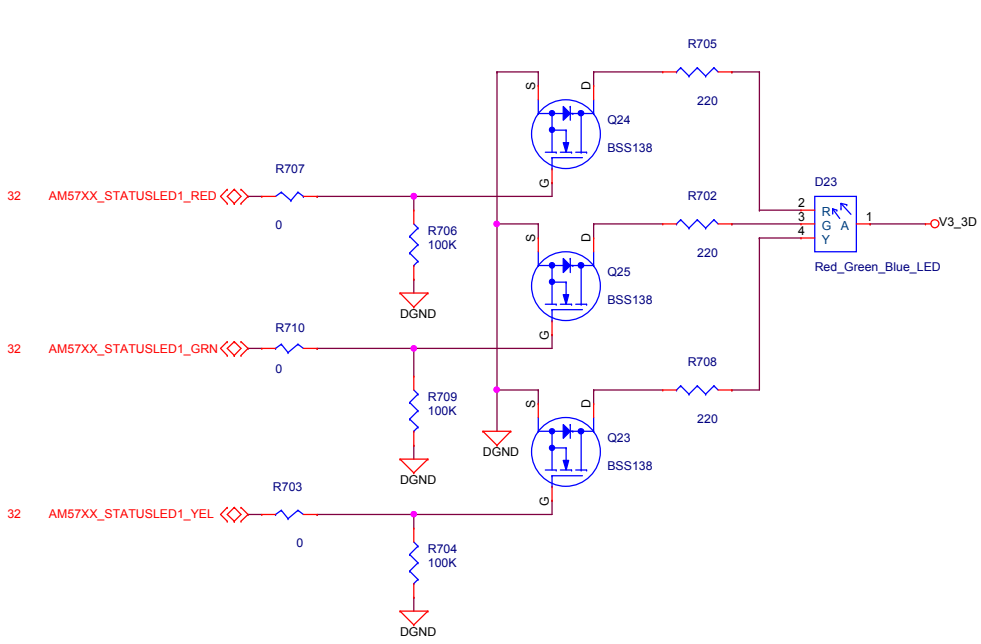 R705
220
S
D
Q24
BSS138
G
R707
32 AM57XX_STATUSLED1_RED
0
R706
100K
DGND
R702
220
S
D
Q25
BSS138
G
D23
2
3
4
R
G
Y
A
1
V3_3D
Red_Green_Blue_LED
R710
32 AM57XX_STATUSLED1_GRN
0
R709
100K
DGND
R708
220
S
D
Q23
BSS138
G
DGND
R703
32 AM57XX_STATUSLED1_YEL
0
R704
100K
DGND